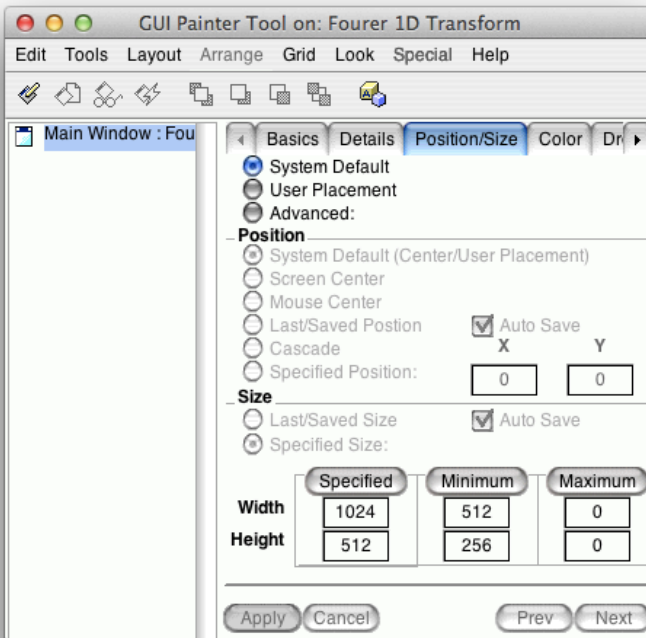 GUI Painter Tool on: Fourer 1D Transform
Edit Tools Layout Arrange Grid Look Special Help
Main Window : Fou
Basics Details Position/Size Color Dr
System Default
User Placement
Advanced:
Position
System Default (Center/User Placement)
Screen Center
Mouse Center
Last/Saved Postion Auto Save
Cascade X Y
Specified Position: 0 0
Size
Last/Saved Size Auto Save
Specified Size:
Specified Minimum Maximum
Width 1024 512 0
Height 512 256 0
Apply Cancel Prev Next